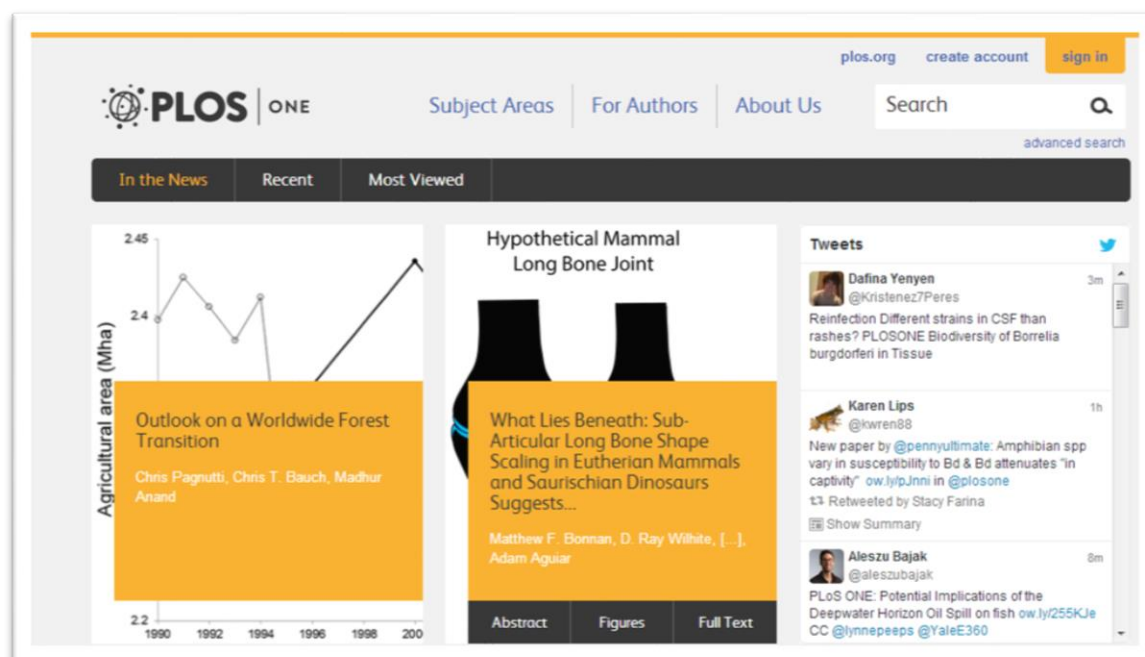 plos.org create account sign in
PLOS ONE
Subject Areas For Authors About Us
Search
advanced search
In the News Recent Most Viewed
2.45
2.4
2.2
Agricultural area (Mha)
1990 1992 1994 1996 1998 200
Outlook on a Worldwide Forest
Transition
Chris Pagnutti, Chris T. Bauch, Madhur
Anand
Hypothetical Mammal
Long Bone Joint
What Lies Beneath: Sub-
Articular Long Bone Shape
Scaling in Eutherian Mammals
and Saurischian Dinosaurs
Suggests...
Matthew F. Bonnan, D. Ray Wilhite, [...],
Adam Aguiar
Abstract Figures Full Text
Tweets
Dafina Yenyen 3m
@Kristenez7Peres
Reinfection Different strains in CSF than
rashes? PLOSONE Biodiversity of Borrelia
burgdorferi in Tissue
Karen Lips 1h
@kwren88
New paper by @pennyultimate: Amphibian spp
vary in susceptibility to Bd & Bd attenuates "in
captivity" ow.ly/pJnni in @plosone
Retweeted by Stacy Farina
Show Summary
Aleszu Bajak 8m
@aleszubajak
PLoS ONE: Potential Implications of the
Deepwater Horizon Oil Spill on fish ow.ly/255KJe
CC @lynnepeeps @YaleE360